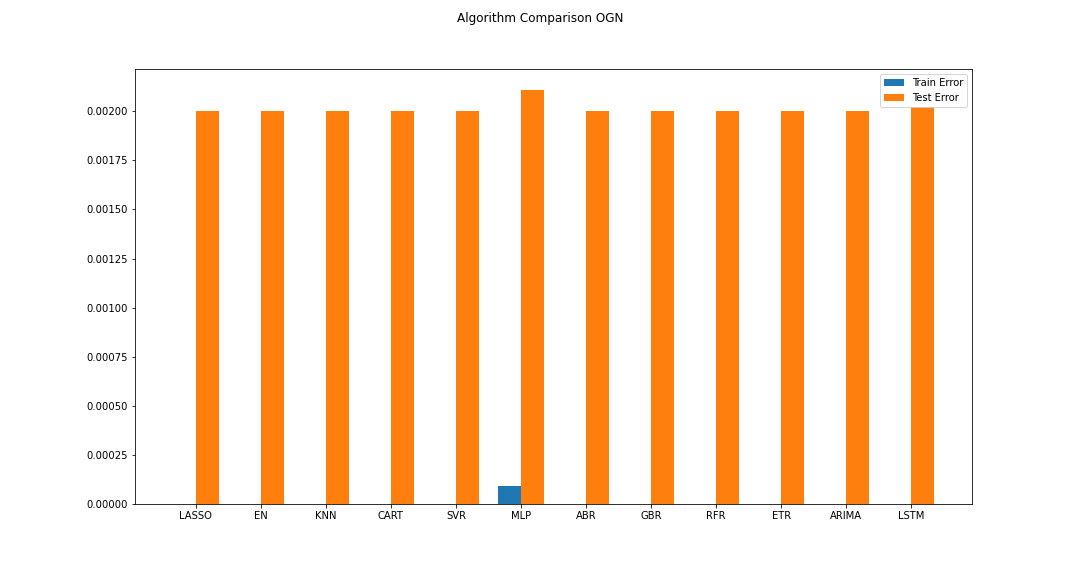 Algorithm Comparison OGN
Train Error
Test Error
0.00200
0.00175
0.00150
0.00125
0.00100
0.00075
0.00050
0.00025
0.00000
LASSO EN KNN CART SVR MLP ABR GBR RFR ETR ARIMA LSTM